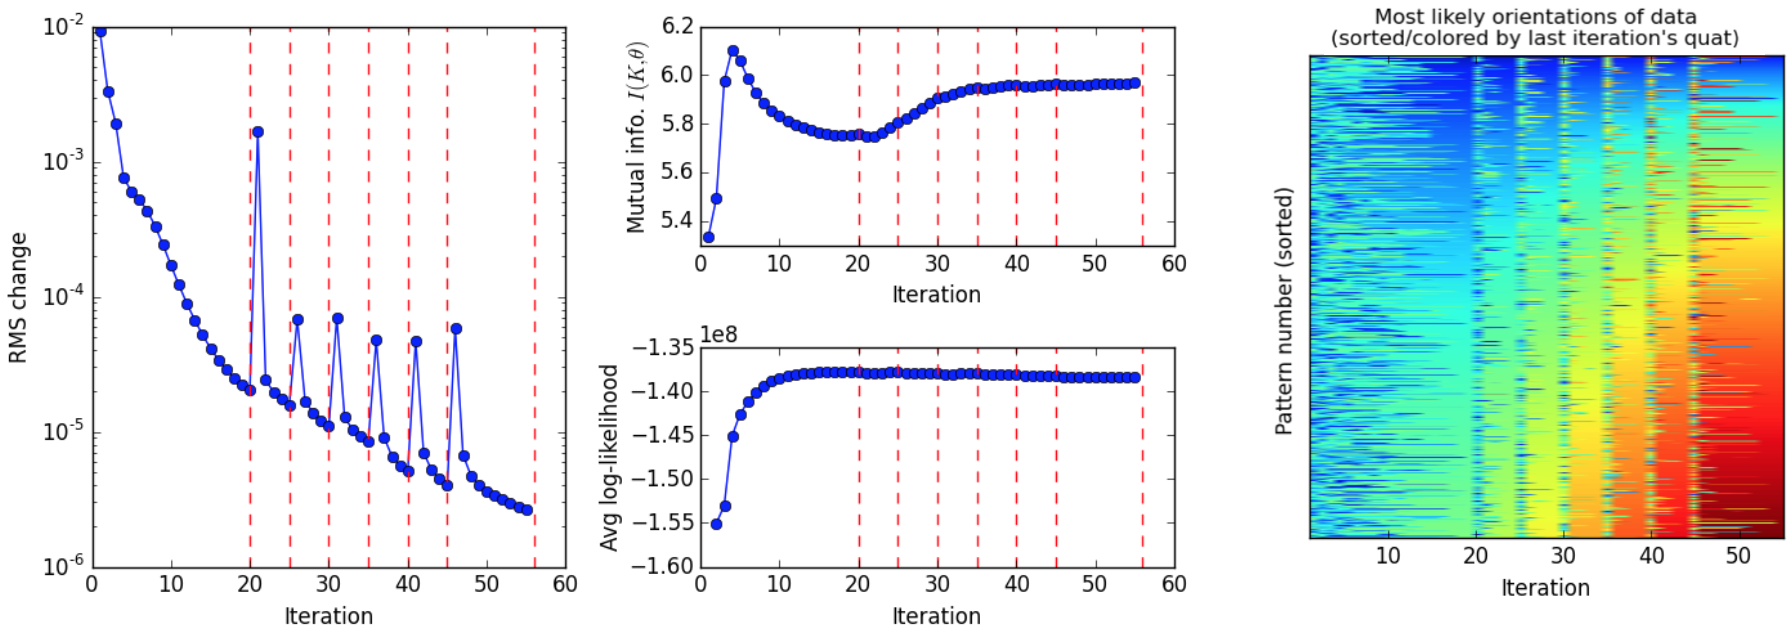 RMS change
10^-2
10^-3
10^-4
10^-5
10^-6
0 10 20 30 40 50 60
Iteration
Mutual info. I(K,θ)
6.2
6.0
5.8
5.6
5.4
0 10 20 30 40 50 60
Iteration
1e8
Avg log-likelihood
−1.35
−1.40
−1.45
−1.50
−1.55
−1.60
0 10 20 30 40 50 60
Iteration
Most likely orientations of data
(sorted/colored by last iteration's quat)
Pattern number (sorted)
10 20 30 40 50
Iteration